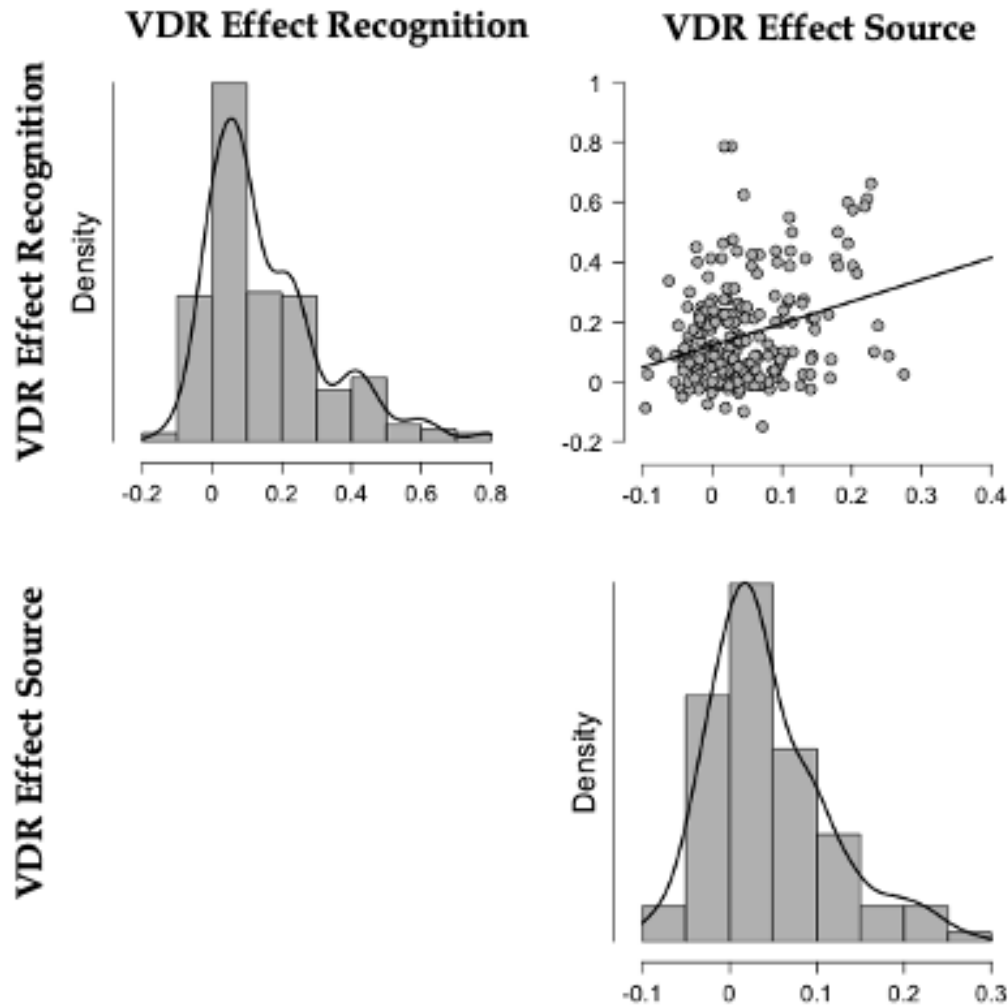 VDR Effect Recognition
VDR Effect Source
VDR Effect Recognition
Density
-0.2 0 0.2 0.4 0.6 0.8
1
0.8
0.6
0.4
0.2
0
-0.2
-0.1 0 0.1 0.2 0.3 0.4
VDR Effect Source
Density
-0.1 0 0.1 0.2 0.3